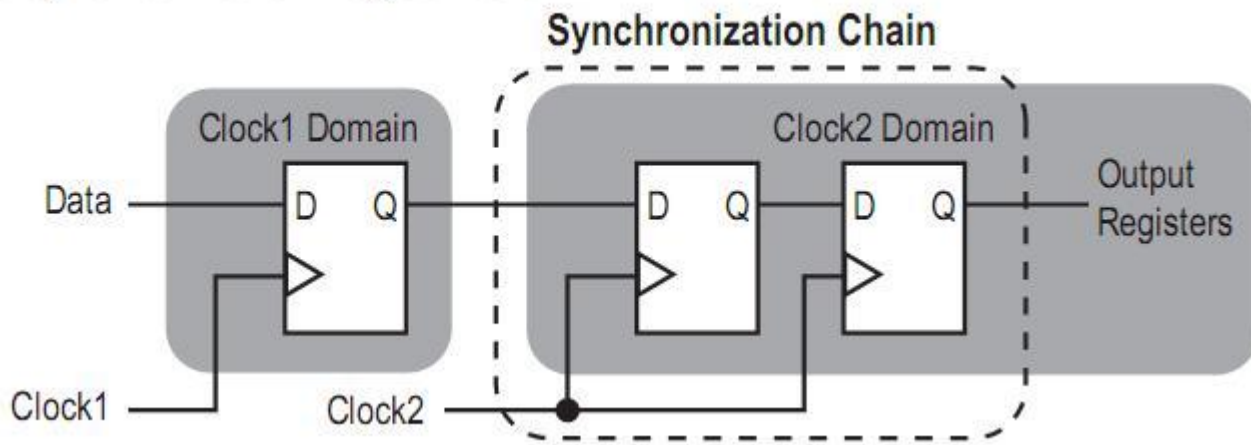 Synchronization Chain
Clock1 Domain
Clock2 Domain
Data
D Q
D Q
D Q
Output
Registers
Clock1
Clock2